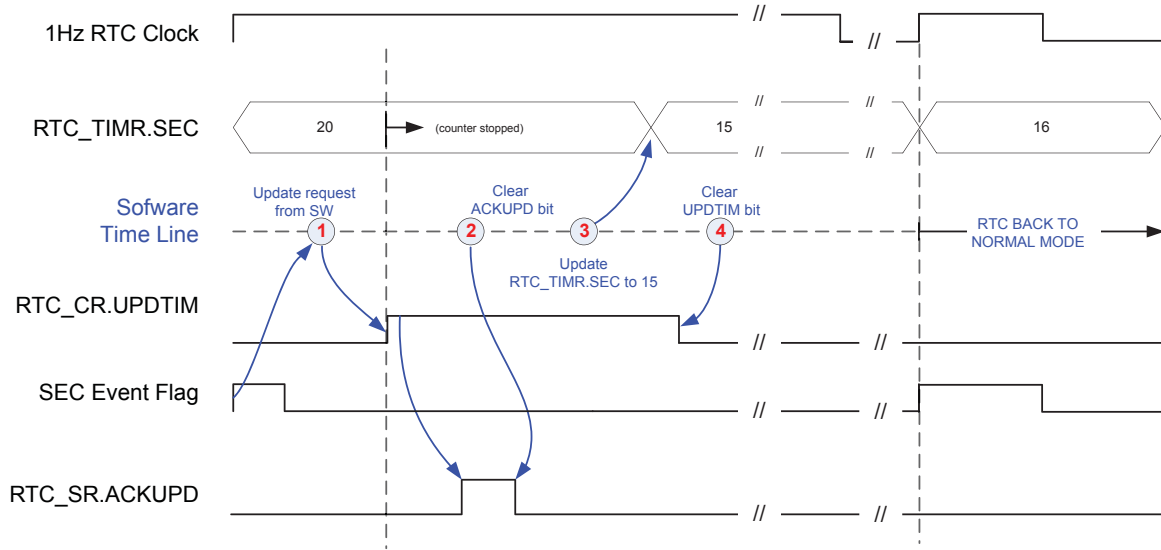 //
1Hz RTC Clock
//
//
RTC_TIMR.SEC
20
(counter stopped)
15
//
//
//
//
16
Sofware
Time Line
Update request
from SW
1
Clear
ACKUPD bit
2
3
Update
RTC_TIMR.SEC to 15
Clear
UPDTIM bit
4
RTC BACK TO
NORMAL MODE
RTC_CR.UPDTIM
//
//
SEC Event Flag
//
//
RTC_SR.ACKUPD
//
//